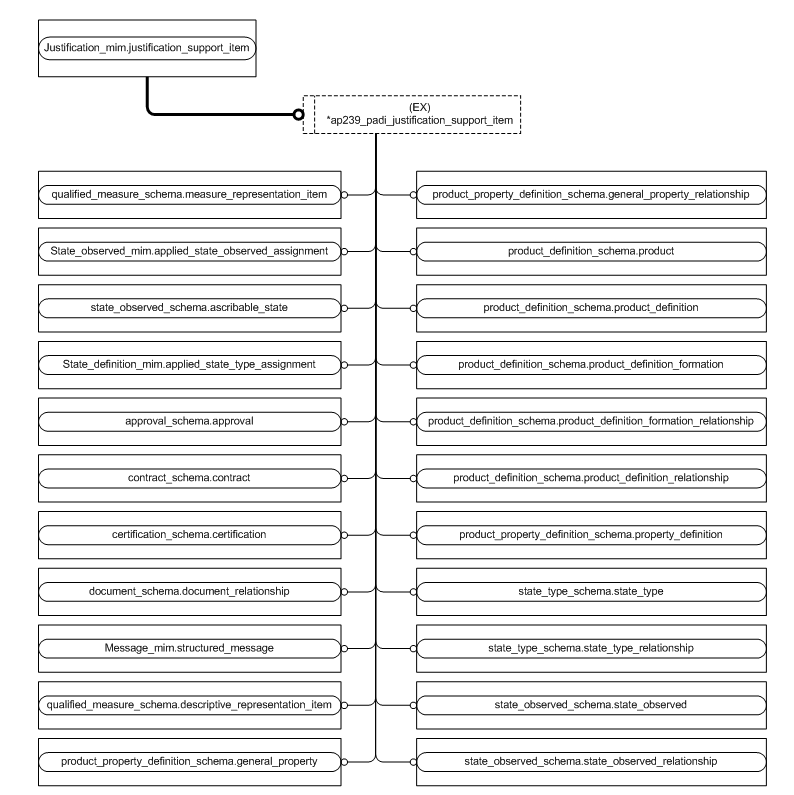 Justification_mim.justification_support_item
(EX)
*ap239_padi_justification_support_item
qualified_measure_schema.measure_representation_item
product_property_definition_schema.general_property_relationship
State_observed_mim.applied_state_observed_assignment
product_definition_schema.product
state_observed_schema.ascribable_state
product_definition_schema.product_definition
State_definition_mim.applied_state_type_assignment
product_definition_schema.product_definition_formation
approval_schema.approval
product_definition_schema.product_definition_formation_relationship
contract_schema.contract
product_definition_schema.product_definition_relationship
certification_schema.certification
product_property_definition_schema.property_definition
document_schema.document_relationship
state_type_schema.state_type
Message_mim.structured_message
state_type_schema.state_type_relationship
qualified_measure_schema.descriptive_representation_item
state_observed_schema.state_observed
product_property_definition_schema.general_property
state_observed_schema.state_observed_relationship